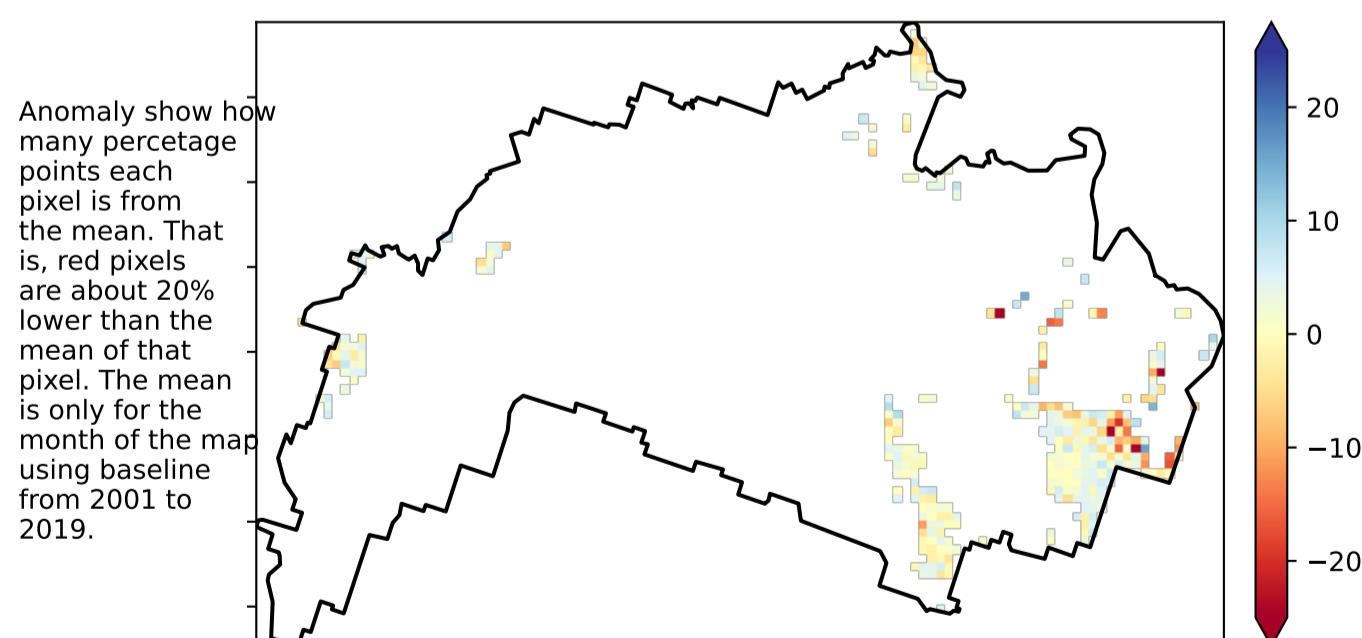 Anomaly show how
many percetage
points each
pixel is from
the mean. That
is, red pixels
are about 20%
lower than the
mean of that
pixel. The mean
is only for the
month of the map
using baseline
from 2001 to
2019.
20
10
0
−10
−20